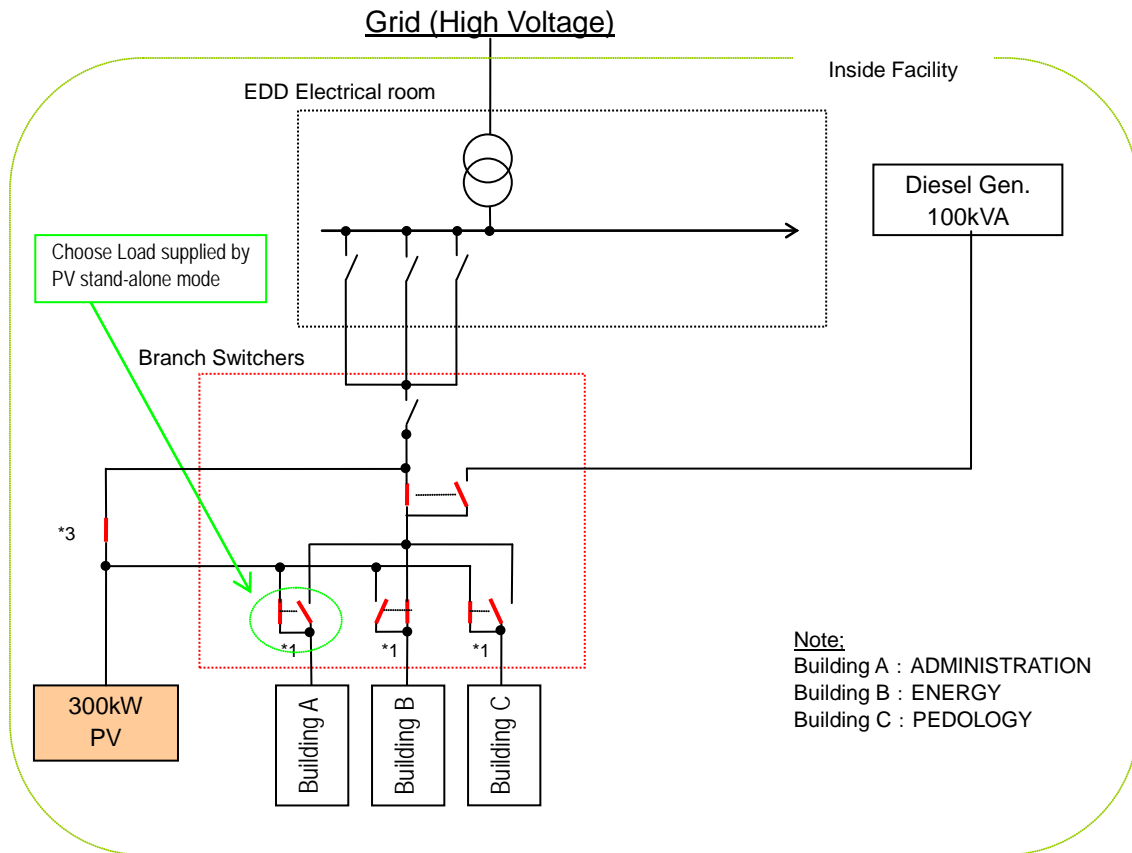 Grid (High Voltage)
Inside Facility
EDD Electrical room
Diesel Gen.
100kVA
Choose Load supplied by
PV stand-alone mode
Branch Switchers
*3
*1
*1
*1
300kW
PV
Building A
Building B
Building C
Note;
Building A : ADMINISTRATION
Building B : ENERGY
Building C : PEDOLOGY